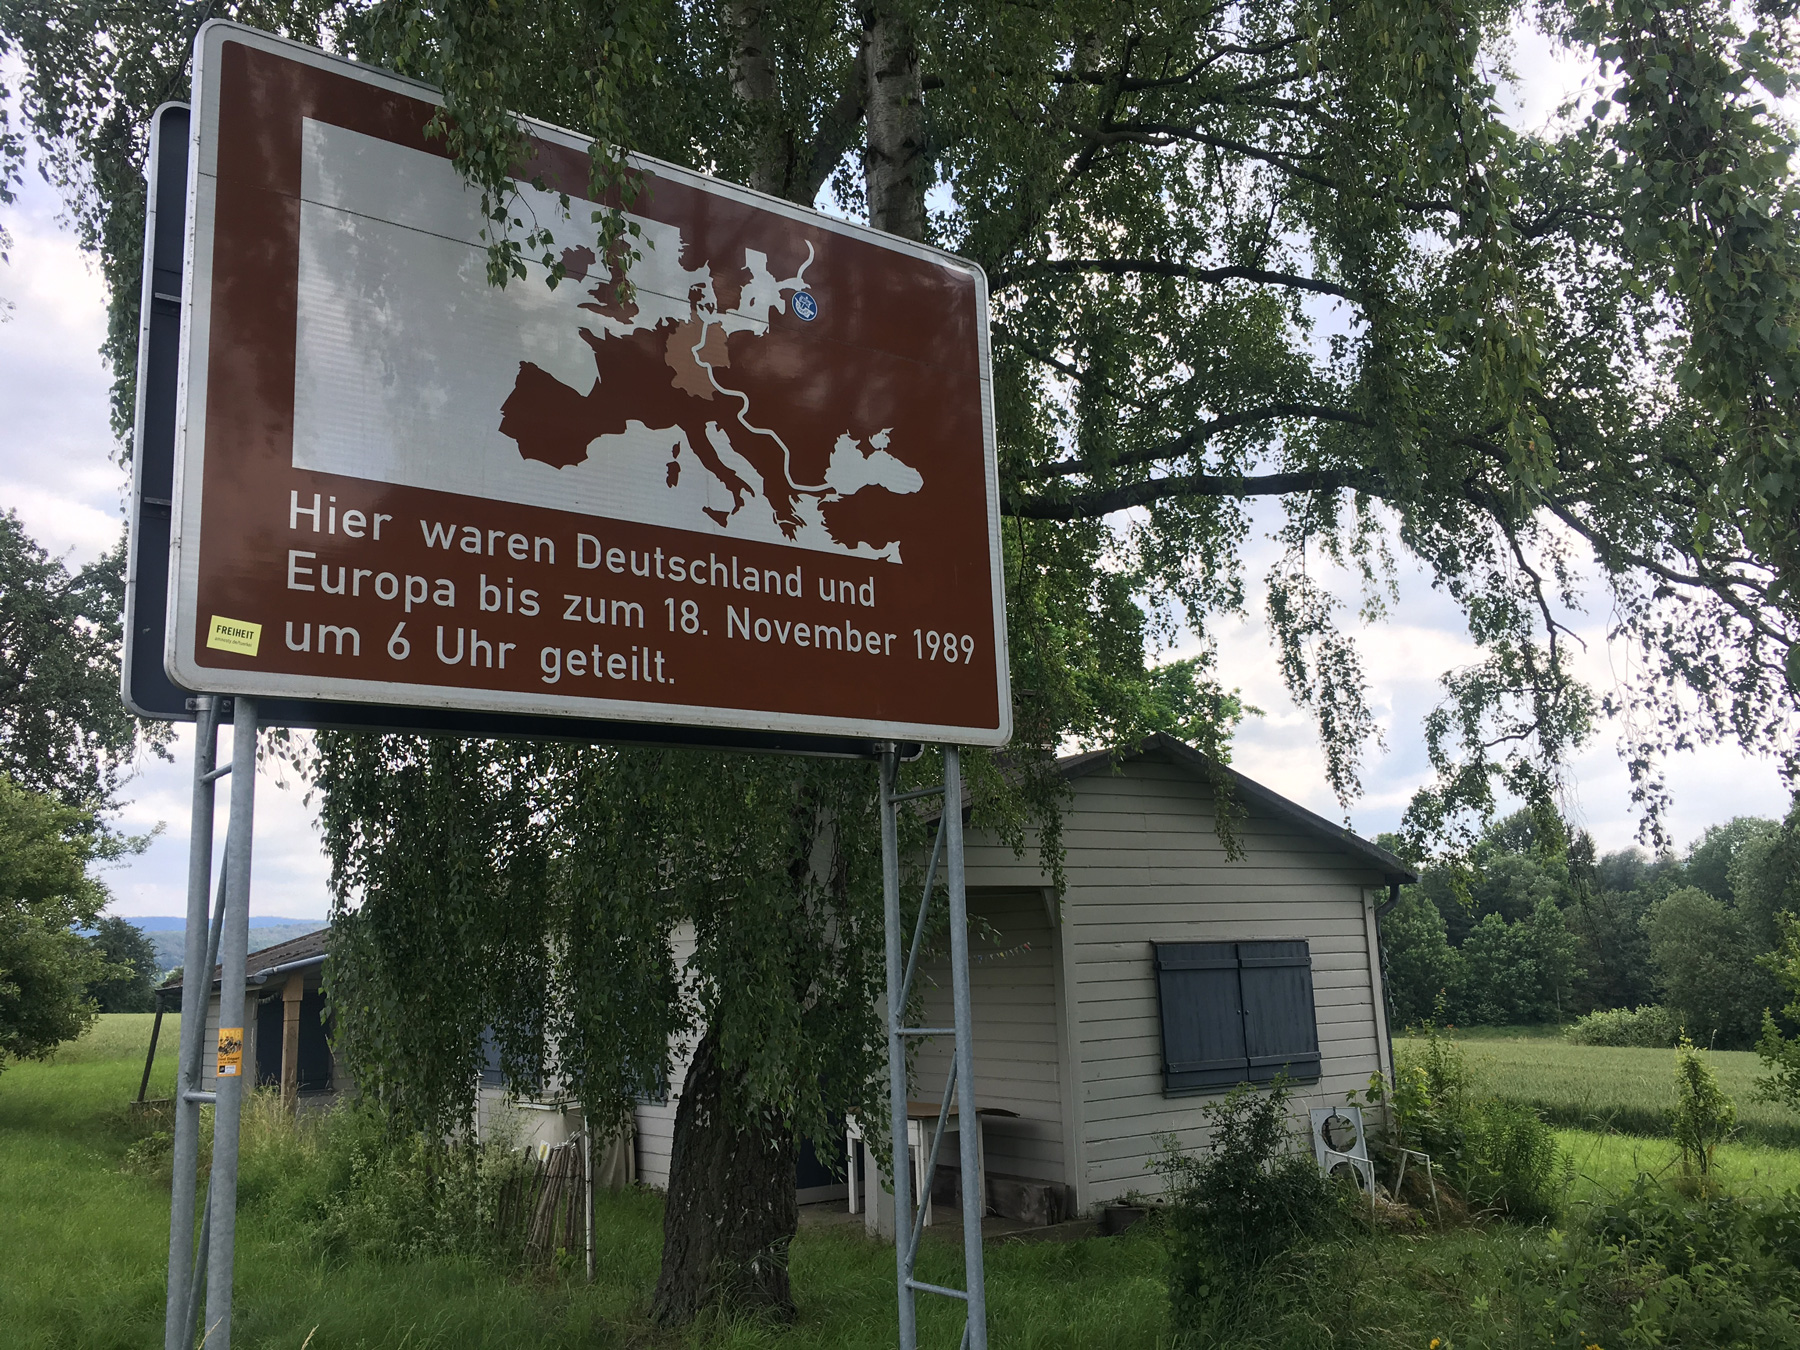 Hier waren Deutschland und
Europa bis zum 18. November 1989
um 6 Uhr geteilt.
FREIHEIT